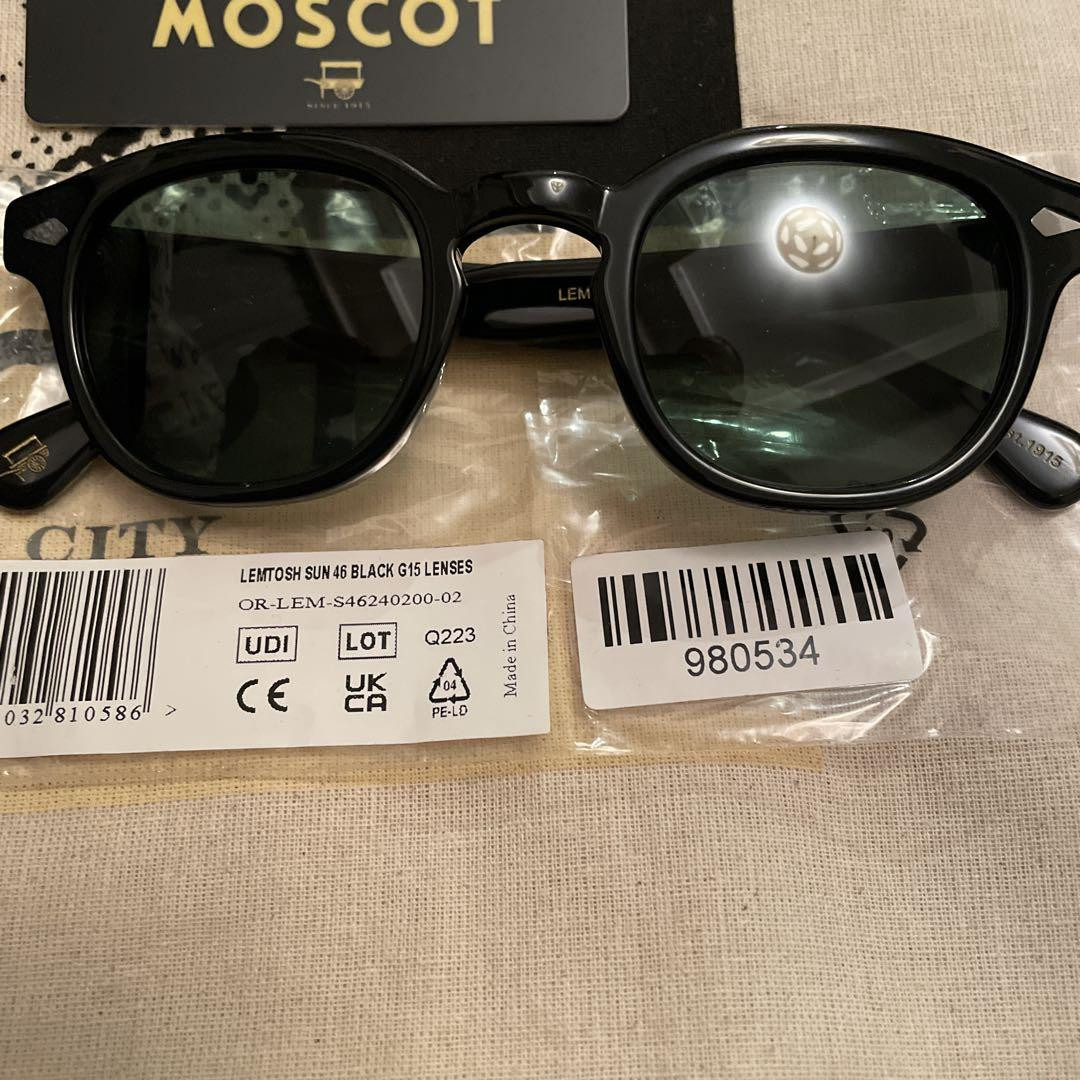 MOSCOT
SINCE 1915
LEM
SL1915
CITY
LEMTOSH SUN 46 BLACK G15 LENSES
OR-LEM-S46240200-02
UDI LOT Q223
CE UK
CA
04
PE-LD
Made in China
032 810586 >
980534